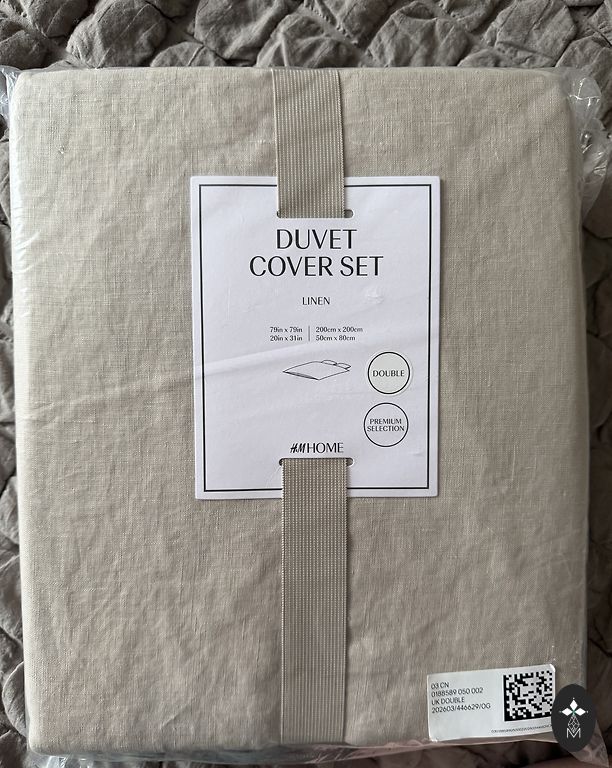 DUVET
COVER SET
LINEN
79in x 79in | 200cm x 200cm
20in x 31in | 50cm x 80cm
DOUBLE
PREMIUM
SELECTION
H&M HOME
03 CN
0188589 050 002
UK DOUBLE
202603/446629/OG